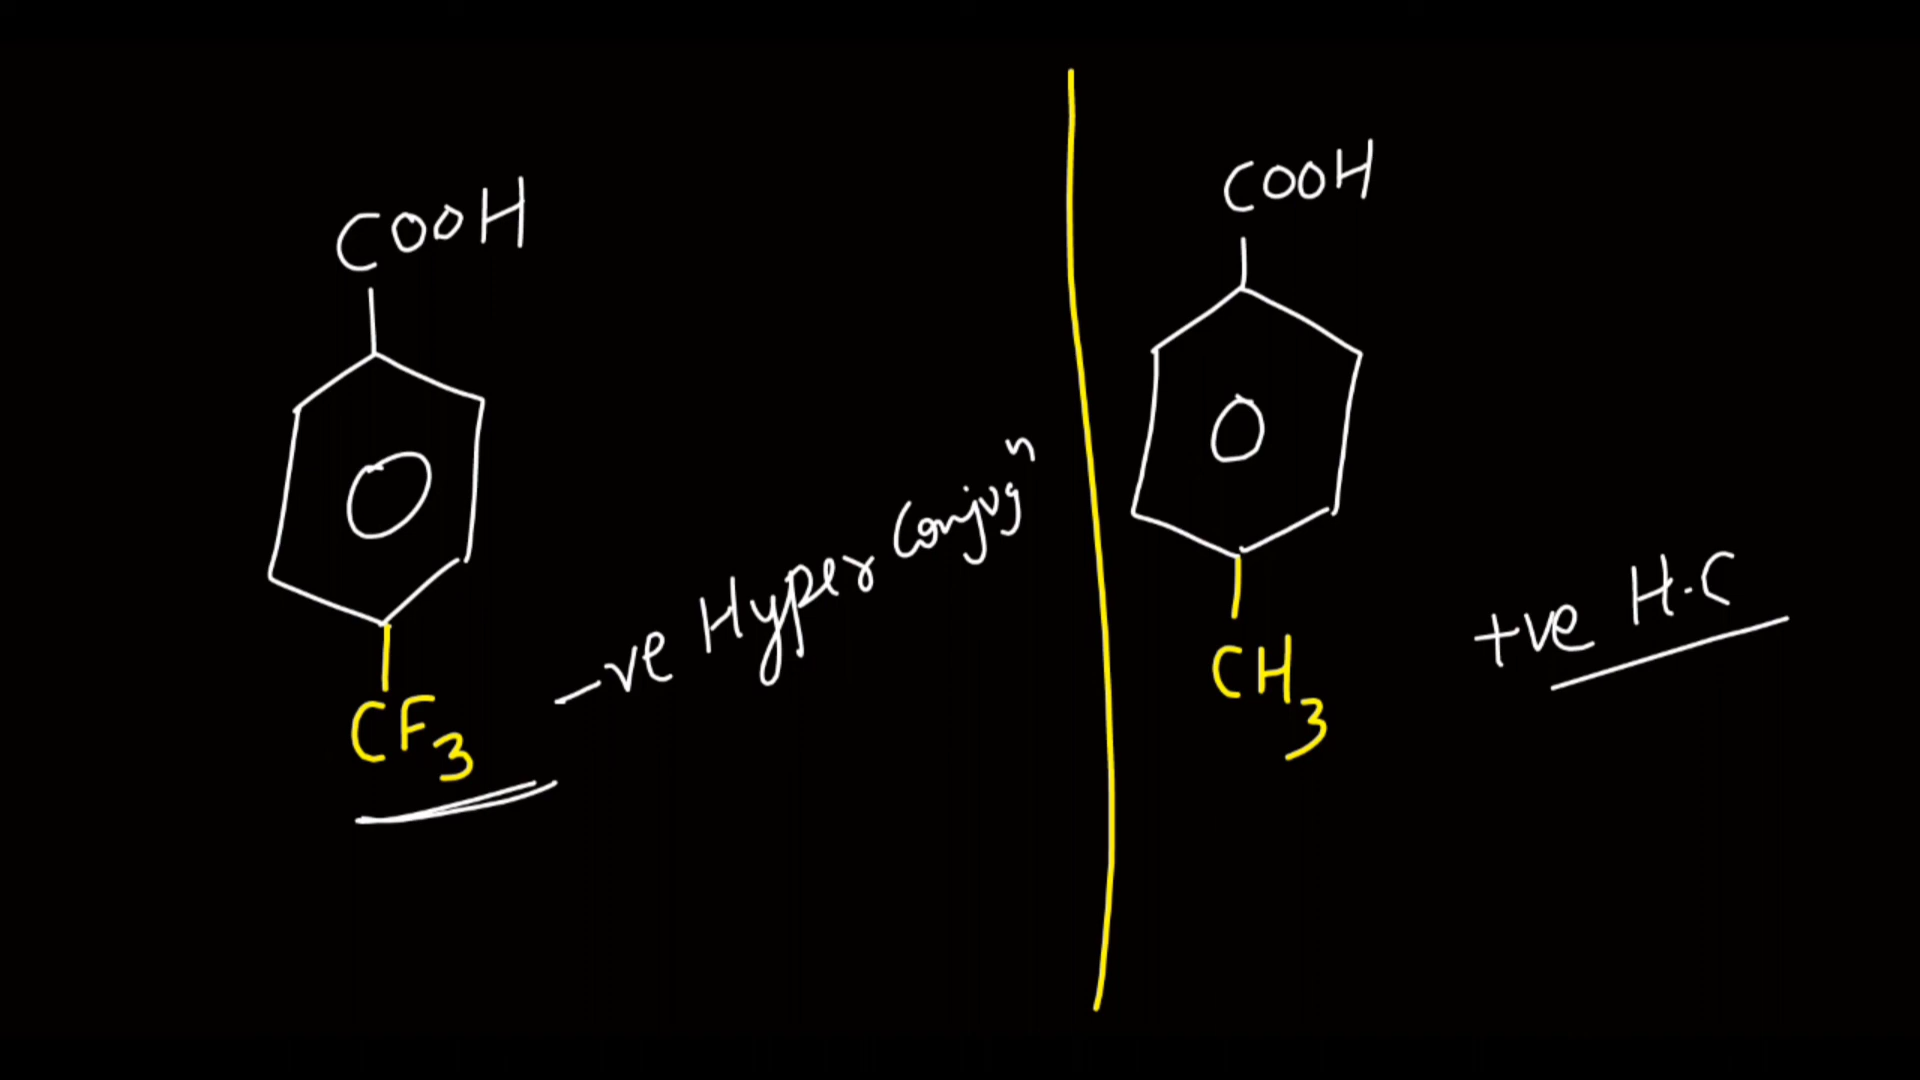 COOH
CF3
-ve Hyper Conjugn
COOH
CH3
+ve H.C